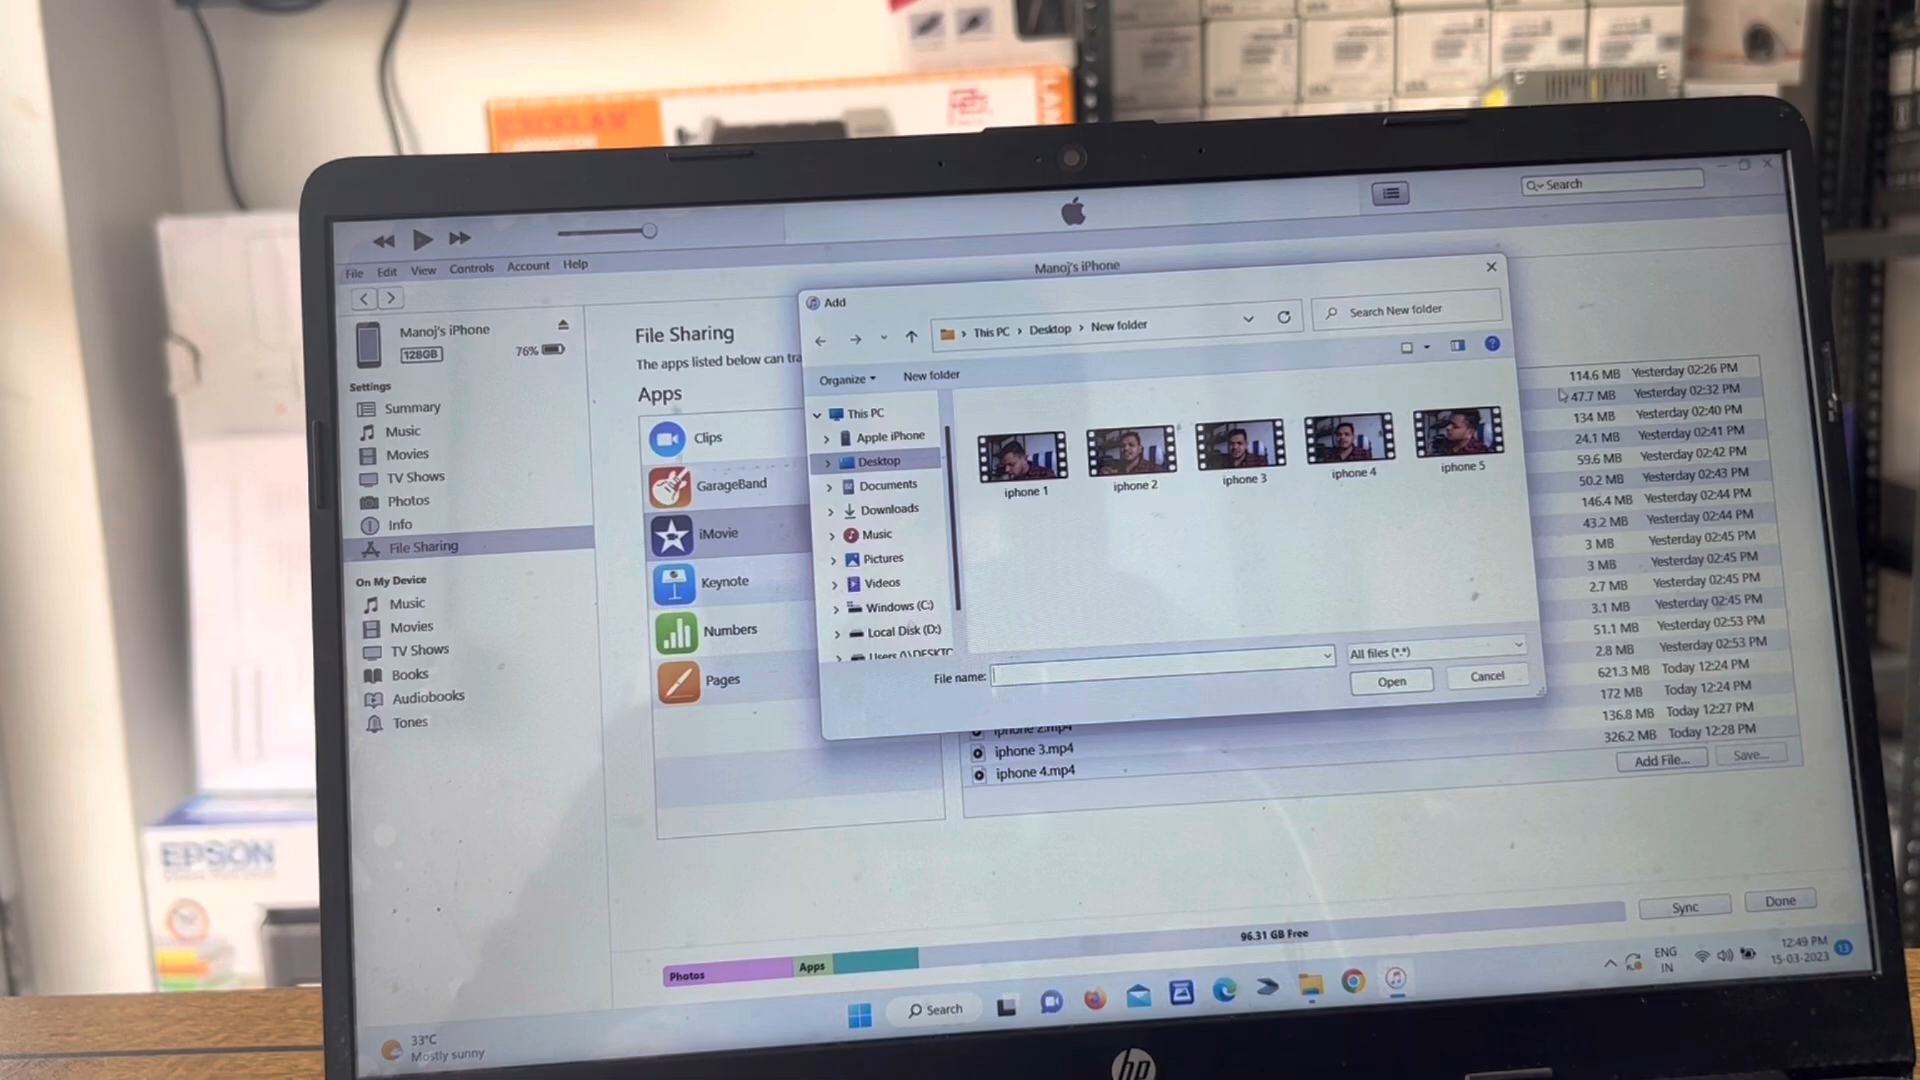 EPSON
Search
File Edit View Controls Account Help
Manoj's iPhone
Manoj's iPhone
128GB
76%
Settings
Summary
Music
Movies
TV Shows
Photos
Info
File Sharing
On My Device
Music
Movies
TV Shows
Books
Audiobooks
Tones
File Sharing
The apps listed below can tra
Apps
Clips
GarageBand
iMovie
Keynote
Numbers
Pages
Add
This PC > Desktop > New folder
Search New folder
Organize
New folder
This PC
Apple iPhone
Desktop
Documents
Downloads
Music
Pictures
Videos
Windows (C:)
Local Disk (D:)
iphone 1
iphone 2
iphone 3
iphone 4
iphone 5
File name:
All files (*.*)
Open
Cancel
114.6 MB Yesterday 02:26 PM
47.7 MB Yesterday 02:32 PM
134 MB Yesterday 02:40 PM
24.1 MB Yesterday 02:41 PM
59.6 MB Yesterday 02:42 PM
50.2 MB Yesterday 02:43 PM
146.4 MB Yesterday 02:44 PM
43.2 MB Yesterday 02:44 PM
3 MB Yesterday 02:45 PM
3 MB Yesterday 02:45 PM
2.7 MB Yesterday 02:45 PM
3.1 MB Yesterday 02:45 PM
51.1 MB Yesterday 02:53 PM
2.8 MB Yesterday 02:53 PM
621.3 MB Today 12:24 PM
172 MB Today 12:24 PM
136.8 MB Today 12:27 PM
326.2 MB Today 12:28 PM
iphone 2.mp4
iphone 3.mp4
iphone 4.mp4
Add File...
Save...
Photos
Apps
96.31 GB Free
Sync
Done
33°C
Mostly sunny
Search
ENG
IN
12:49 PM
15-03-2023
13
hp